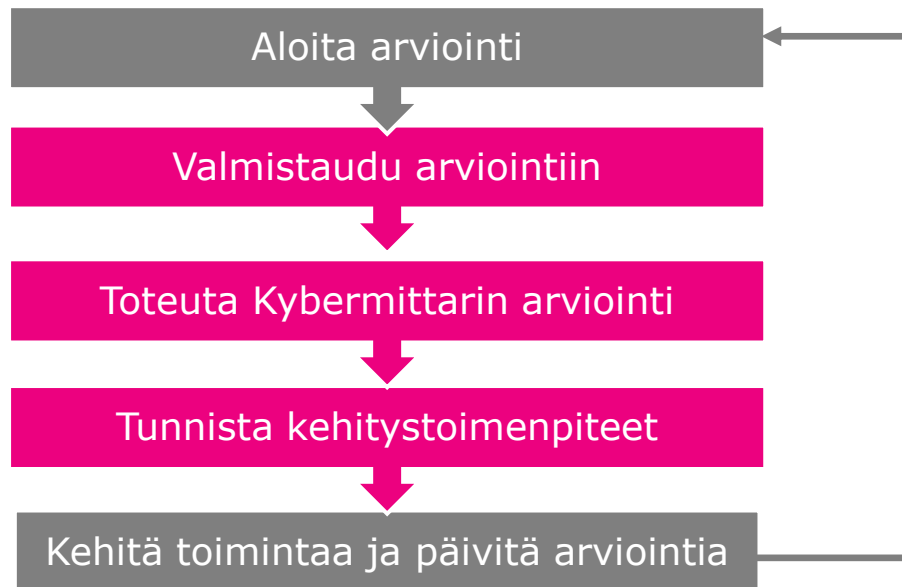 Aloita arviointi
Valmistaudu arviointiin
Toteuta Kybermittarin arviointi
Tunnista kehitystoimenpiteet
Kehitä toimintaa ja päivitä arviointia